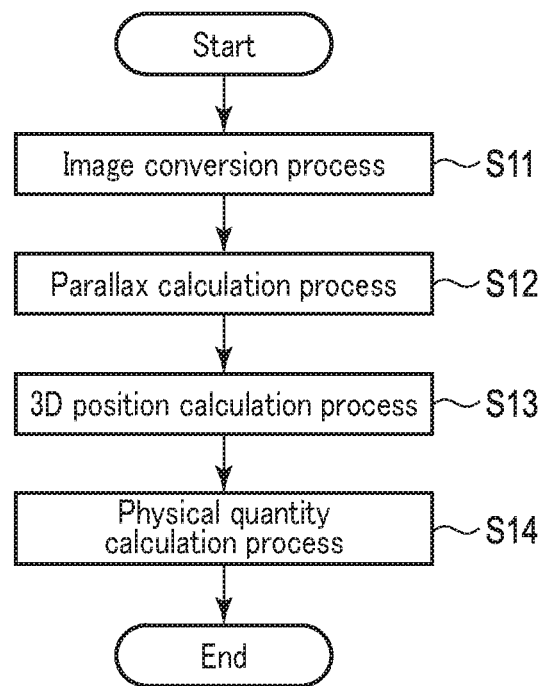 Start
Image conversion process
S11
Parallax calculation process
S12
3D position calculation process
S13
Physical quantity
calculation process
S14
End